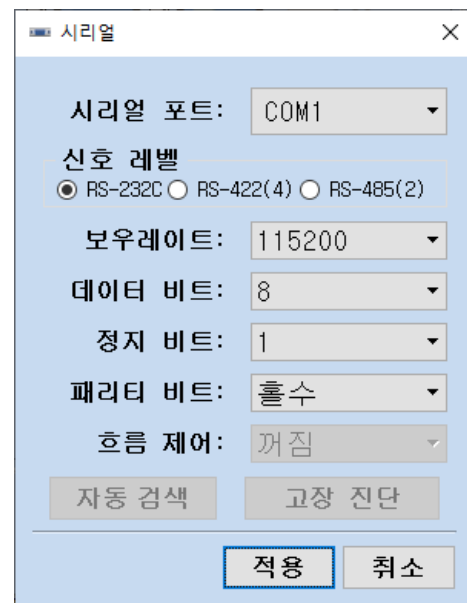 시리얼
시리얼 포트: COM1
신호 레벨
RS-232C RS-422(4) RS-485(2)
보우레이트: 115200
데이터 비트: 8
정지 비트: 1
패리티 비트: 홀수
흐름 제어: 꺼짐
자동 검색 고장 진단
적용 취소